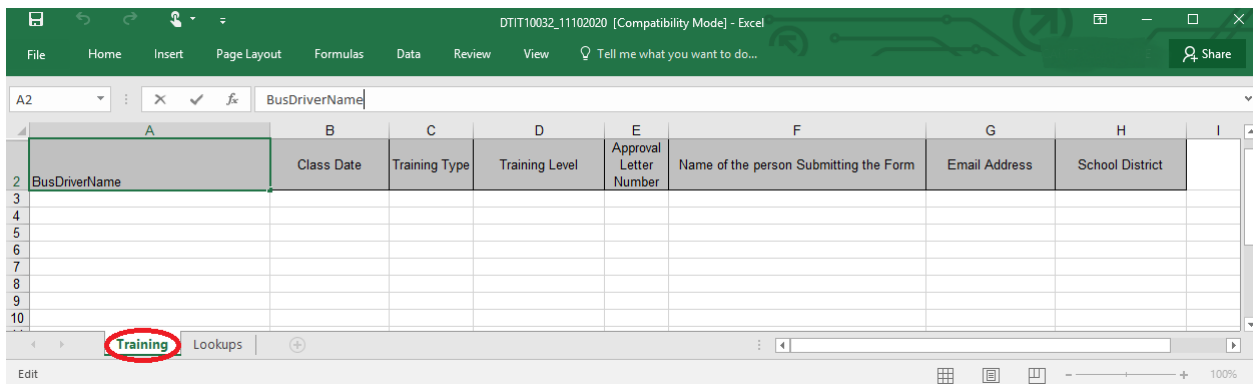 DTIT10032_11102020 [Compatibility Mode] - Excel
File Home Insert Page Layout Formulas Data Review View Tell me what you want to do... Share
A2 fx BusDriverName
A B C D E F G H I
2 BusDriverName Class Date Training Type Training Level Approval Letter Number Name of the person Submitting the Form Email Address School District
3
4
5
6
7
8
9
10
Training Lookups
Edit 100%